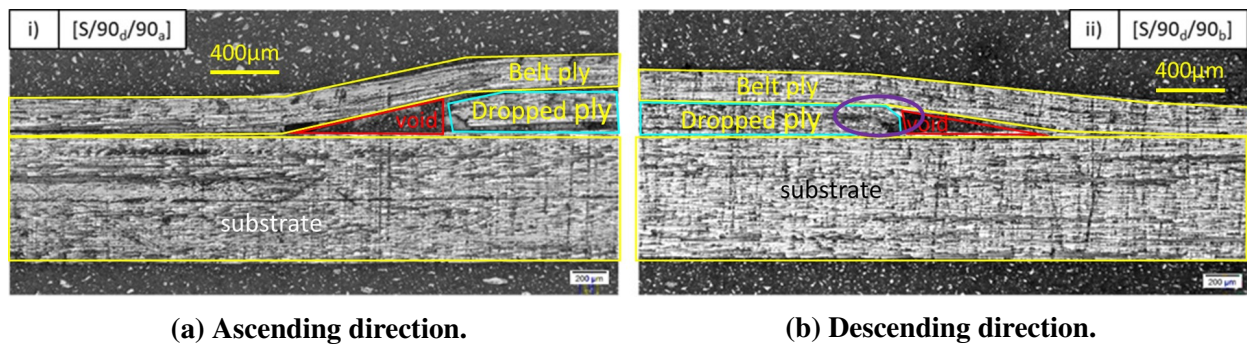 i) [S/90d/90a]
400µm
Belt ply
Dropped ply
void
substrate
200 µm
ii) [S/90d/90b]
400µm
Belt ply
Dropped ply
void
substrate
200 µm
(a) Ascending direction.
(b) Descending direction.